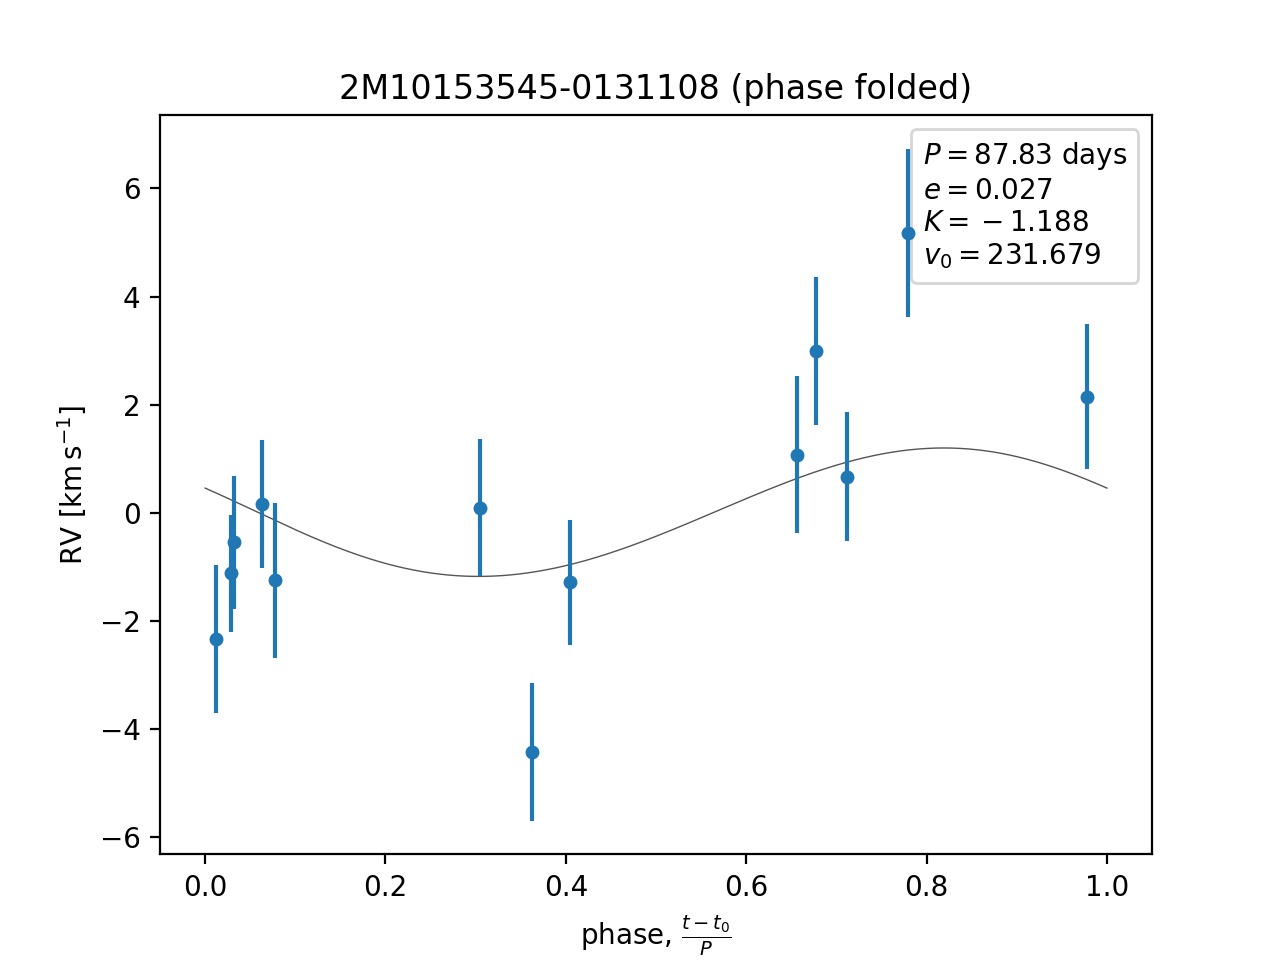 2M10153545-0131108 (phase folded)
P = 87.83 days
e = 0.027
K = −1.188
v₀ = 231.679
RV [km s⁻¹]
6
4
2
0
−2
−4
−6
0.0 0.2 0.4 0.6 0.8 1.0
phase, (t − t₀)/P